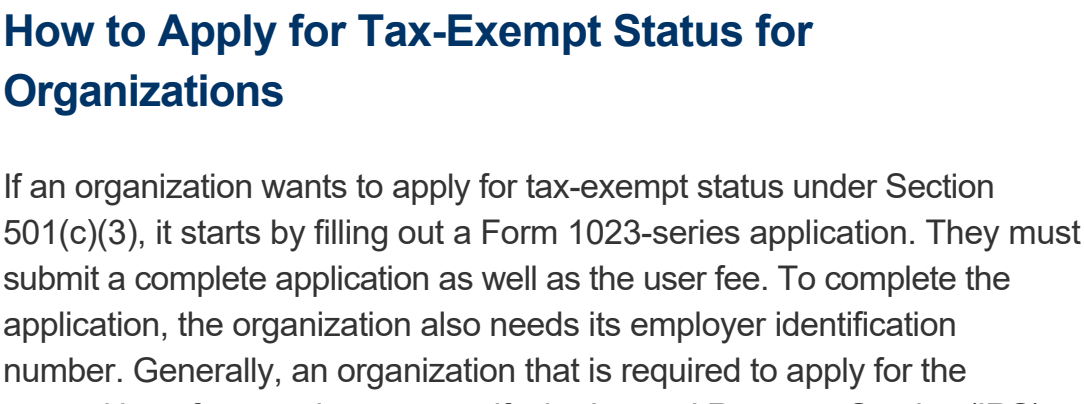 How to Apply for Tax-Exempt Status for
Organizations
If an organization wants to apply for tax-exempt status under Section
501(c)(3), it starts by filling out a Form 1023-series application. They must
submit a complete application as well as the user fee. To complete the
application, the organization also needs its employer identification
number. Generally, an organization that is required to apply for the